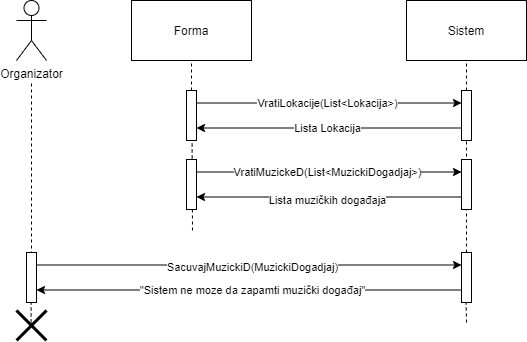 Forma
Sistem
Organizator
VratiLokacije(List<Lokacija>)
Lista Lokacija
VratiMuzickeD(List<MuzickiDogadjaj>)
Lista muzičkih događaja
SacuvajMuzickiD(MuzickiDogadjaj)
"Sistem ne moze da zapamti muzički događaj"